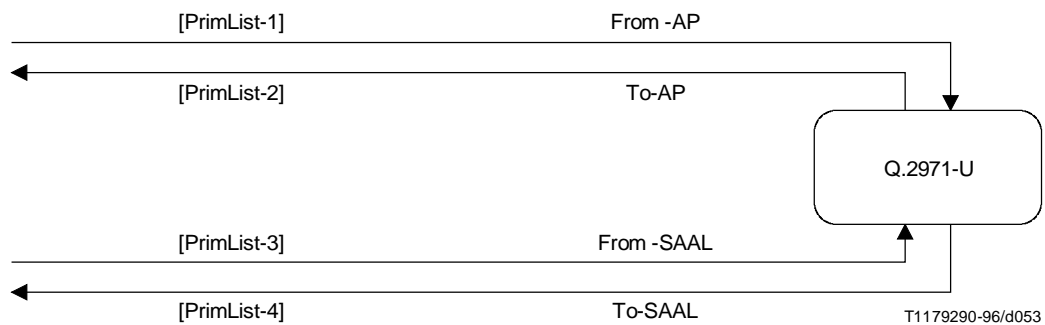 [PrimList-1] From -AP
[PrimList-2] To-AP
Q.2971-U
[PrimList-3] From -SAAL
[PrimList-4] To-SAAL
T1179290-96/d053